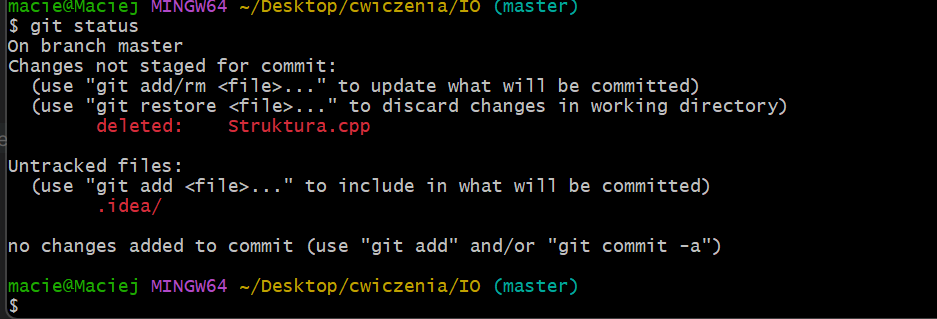 macie@Maciej MINGW64 ~/Desktop/cwiczenia/IO (master)
$ git status
On branch master
Changes not staged for commit:
  (use "git add/rm <file>..." to update what will be committed)
  (use "git restore <file>..." to discard changes in working directory)
        deleted:    Struktura.cpp

Untracked files:
  (use "git add <file>..." to include in what will be committed)
        .idea/

no changes added to commit (use "git add" and/or "git commit -a")

macie@Maciej MINGW64 ~/Desktop/cwiczenia/IO (master)
$